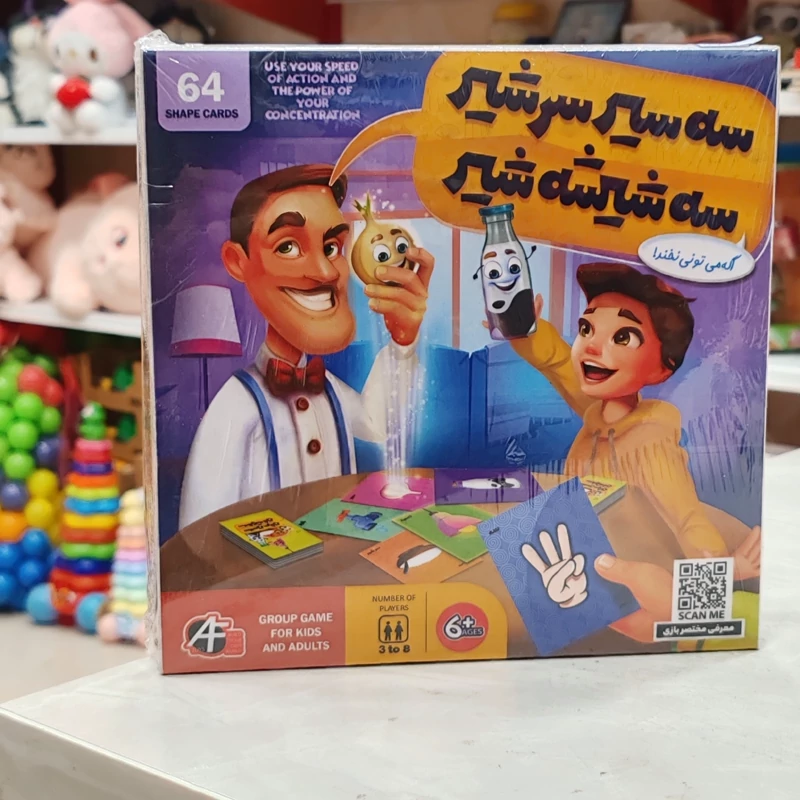 64
SHAPE CARDS
USE YOUR SPEED
OF ACTION AND
THE POWER OF
YOUR
CONCENTRATION
سه سیر سرشیر
سه شیشه شیر
اگه می تونی نخند!
AF
GROUP GAME
FOR KIDS
AND ADULTS
NUMBER OF
PLAYERS
3 to 8
6+
AGES
SCAN ME
معرفی مختصر بازی